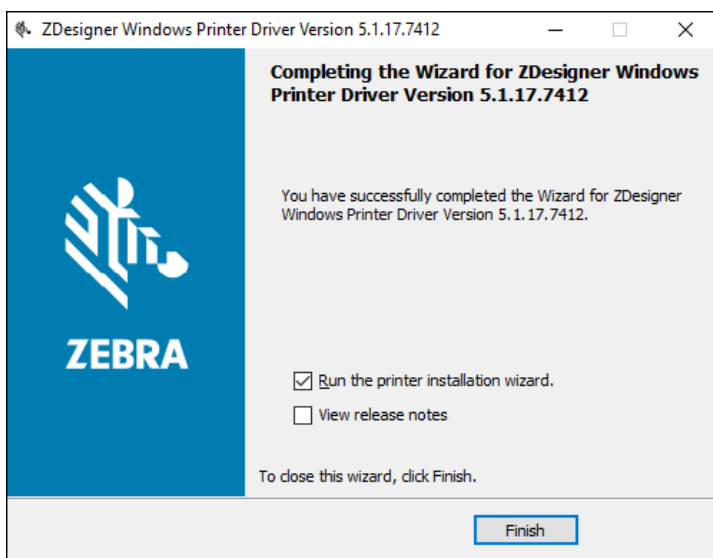 ZDesigner Windows Printer Driver Version 5.1.17.7412
Completing the Wizard for ZDesigner Windows
Printer Driver Version 5.1.17.7412
You have successfully completed the Wizard for ZDesigner
Windows Printer Driver Version 5.1.17.7412.
ZEBRA
Run the printer installation wizard.
View release notes
To close this wizard, click Finish.
Finish